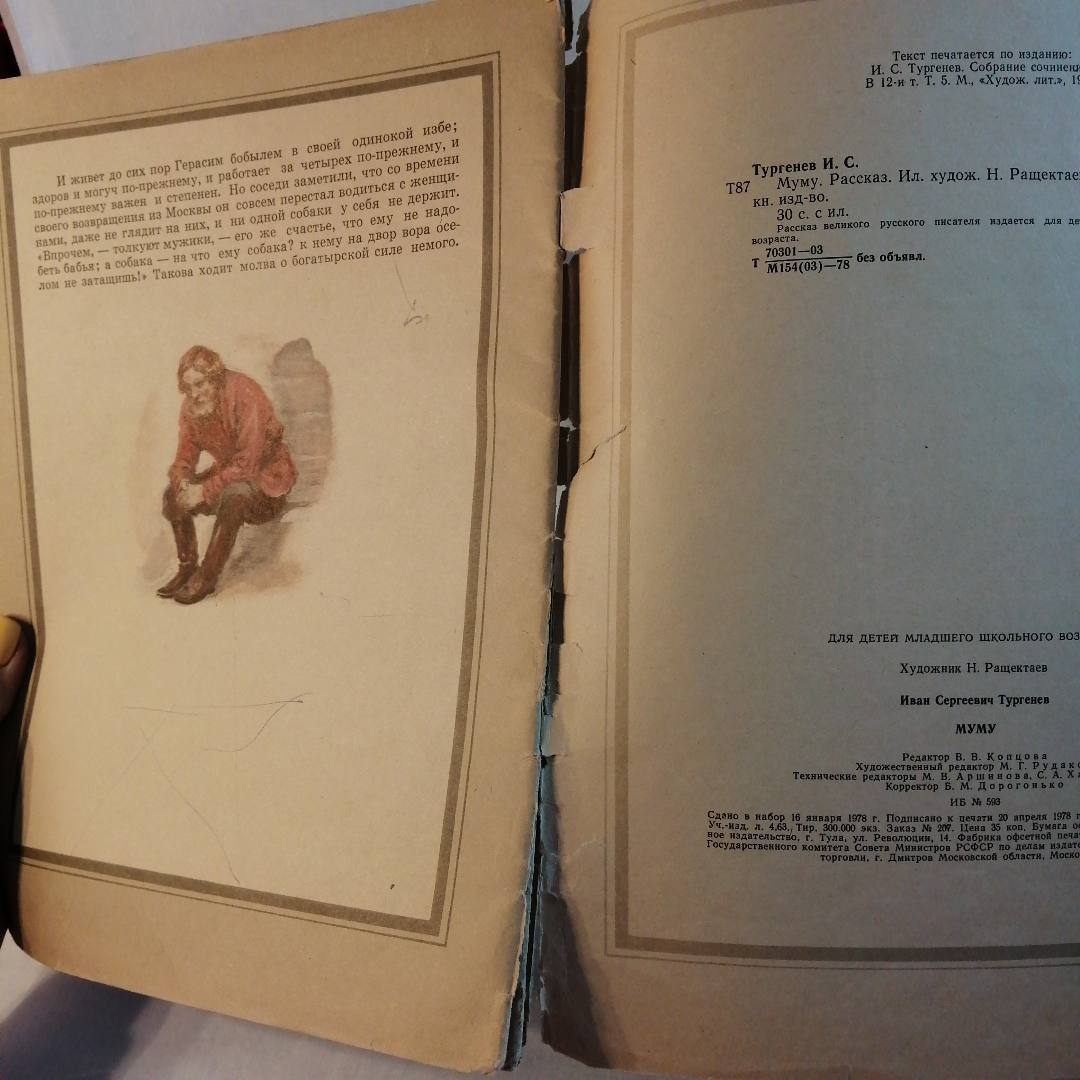 И живет до сих пор Герасим бобылем в своей одинокой избе;
здоров и могуч по-прежнему, и работает за четырех по-прежнему, и
по-прежнему важен и степенен. Но соседи заметили, что со времени
своего возвращения из Москвы он совсем перестал водиться с женщи-
нами, даже не глядит на них, и ни одной собаки у себя не держит.
«Впрочем, — толкуют мужики, — его же счастье, что ему не надо-
беть бабья; а собака — на что ему собака? к нему на двор вора осе-
лом не затащишь!» Такова ходит молва о богатырской силе немого.
Текст печатается по изданию:
И. С. Тургенев. Собрание
В 12-и т. Т. 5. М., «Худож. лит.»,
Тургенев И. С.
Т87 Муму. Рассказ. Ил. худож. Н. Ращектае
кн. изд-во.
30 с. с ил.
Рассказ великого русского писателя издается для
возраста.
70301—03
Т М154(03)—78 без объявл.
ДЛЯ ДЕТЕЙ МЛАДШЕГО ШКОЛЬНОГО ВОЗ
Художник Н. Ращектаев
Иван Сергеевич Тургенев
МУМУ
Редактор В. В. Копцова
Художественный редактор М. Г. Рудако
Технические редакторы М. В. Аршинова, С. А. Ха
Корректор Б. М. Дорогонько
ИБ № 593
Сдано в набор 16 января 1978 г. Подписано к печати 20 апреля 1978 г
Уч.-изд. л. 4,63, Тир. 300.000 экз. Заказ № 207. Цена 35 коп. Бумага
ное издательство, г. Тула, ул. Революции, 14. Фабрика офсетной
Государственного комитета Совета Министров РСФСР по делам
торговли, г. Дмитров Московской области,